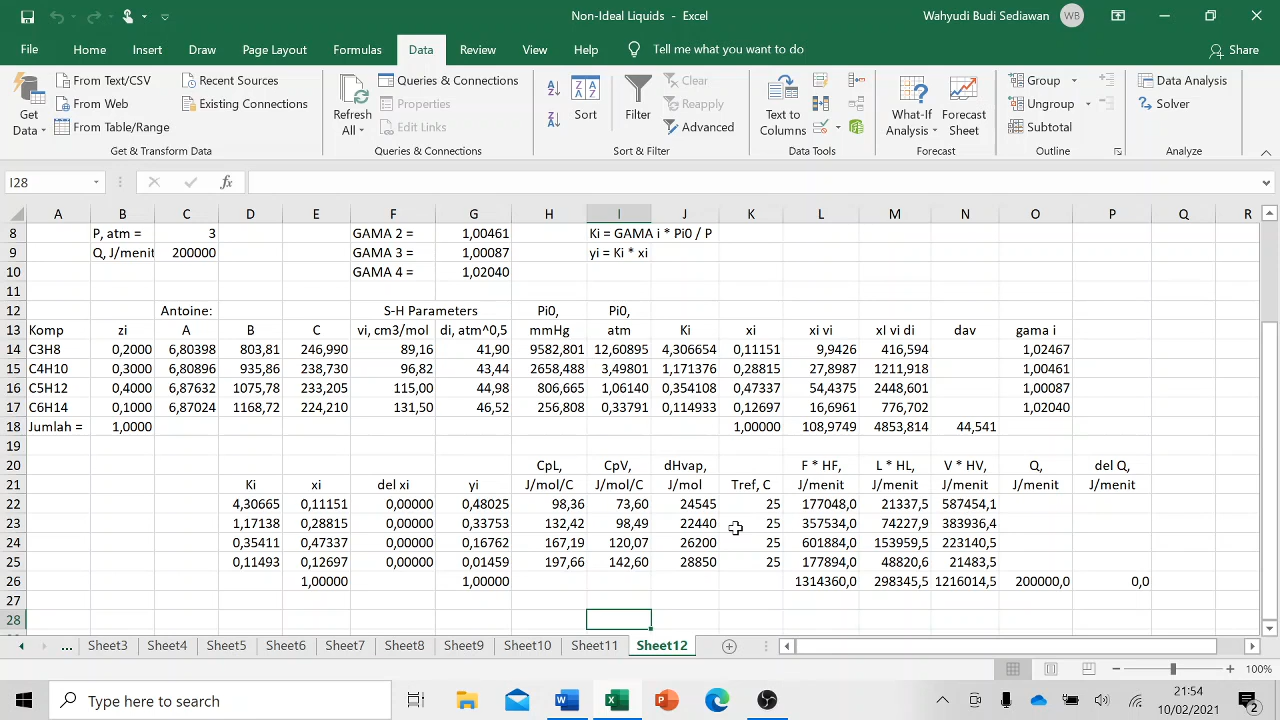 Non-Ideal Liquids - Excel
Wahyudi Budi Sediawan WB
File Home Insert Draw Page Layout Formulas Data Review View Help Tell me what you want to do Share
Get Data
From Text/CSV
From Web
From Table/Range
Recent Sources
Existing Connections
Get & Transform Data
Refresh All
Queries & Connections
Properties
Edit Links
Queries & Connections
Sort
Filter
Clear
Reapply
Advanced
Sort & Filter
Text to Columns
Data Tools
What-If Analysis
Forecast Sheet
Forecast
Group
Ungroup
Subtotal
Outline
Data Analysis
Solver
Analyze
I28 fx
A B C D E F G H I J K L M N O P Q R
8 P, atm = 3 GAMA 2 = 1,00461 Ki = GAMA i * Pi0 / P
9 Q, J/menit 200000 GAMA 3 = 1,00087 yi = Ki * xi
10 GAMA 4 = 1,02040
11
12 Antoine: S-H Parameters Pi0, Pi0,
13 Komp zi A B C vi, cm3/mol di, atm^0,5 mmHg atm Ki xi xi vi xI vi di dav gama i
14 C3H8 0,2000 6,80398 803,81 246,990 89,16 41,90 9582,801 12,60895 4,306654 0,11151 9,9426 416,594 1,02467
15 C4H10 0,3000 6,80896 935,86 238,730 96,82 43,44 2658,488 3,49801 1,171376 0,28815 27,8987 1211,918 1,00461
16 C5H12 0,4000 6,87632 1075,78 233,205 115,00 44,98 806,665 1,06140 0,354108 0,47337 54,4375 2448,601 1,00087
17 C6H14 0,1000 6,87024 1168,72 224,210 131,50 46,52 256,808 0,33791 0,114933 0,12697 16,6961 776,702 1,02040
18 Jumlah = 1,0000 1,00000 108,9749 4853,814 44,541
19
20 CpL, CpV, dHvap, F * HF, L * HL, V * HV, Q, del Q,
21 Ki xi del xi yi J/mol/C J/mol/C J/mol Tref, C J/menit J/menit J/menit J/menit J/menit
22 4,30665 0,11151 0,00000 0,48025 98,36 73,60 24545 25 177048,0 21337,5 587454,1
23 1,17138 0,28815 0,00000 0,33753 132,42 98,49 22440 25 357534,0 74227,9 383936,4
24 0,35411 0,47337 0,00000 0,16762 167,19 120,07 26200 25 601884,0 153959,5 223140,5
25 0,11493 0,12697 0,00000 0,01459 197,66 142,60 28850 25 177894,0 48820,6 21483,5
26 1,00000 1,00000 1314360,0 298345,5 1216014,5 200000,0 0,0
27
28
... Sheet3 Sheet4 Sheet5 Sheet6 Sheet7 Sheet8 Sheet9 Sheet10 Sheet11 Sheet12
100%
Type here to search
21:54
10/02/2021
2